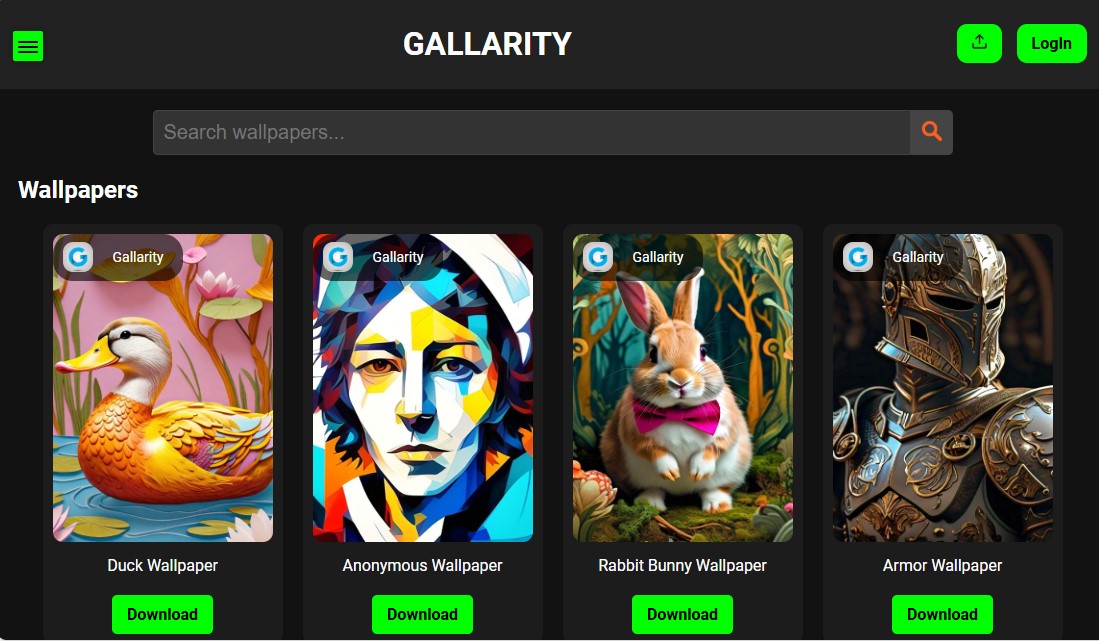 GALLARITY
LogIn
Search wallpapers...
Wallpapers
G Gallarity
G Gallarity
G Gallarity
G Gallarity
Duck Wallpaper
Anonymous Wallpaper
Rabbit Bunny Wallpaper
Armor Wallpaper
Download
Download
Download
Download